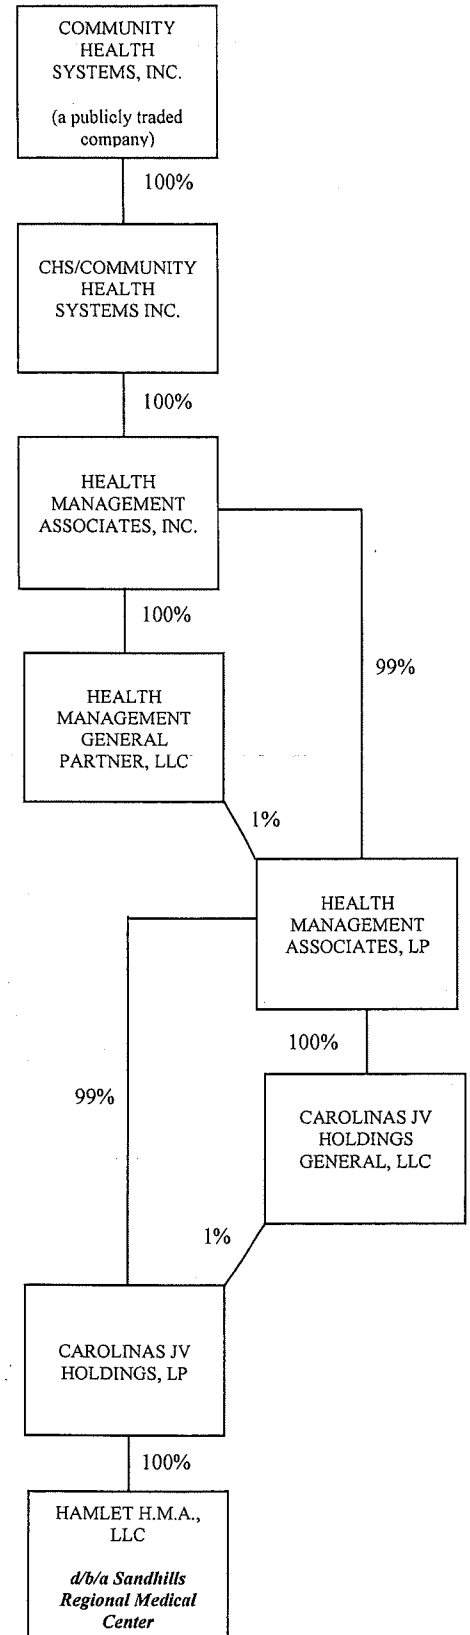 COMMUNITY
HEALTH
SYSTEMS, INC.
(a publicly traded
company)
100%
CHS/COMMUNITY
HEALTH
SYSTEMS INC.
100%
HEALTH
MANAGEMENT
ASSOCIATES, INC.
100%
99%
HEALTH
MANAGEMENT
GENERAL
PARTNER, LLC
1%
HEALTH
MANAGEMENT
ASSOCIATES, LP
100%
99%
CAROLINAS JV
HOLDINGS
GENERAL, LLC
1%
CAROLINAS JV
HOLDINGS, LP
100%
HAMLET H.M.A.,
LLC
d/b/a Sandhills
Regional Medical
Center